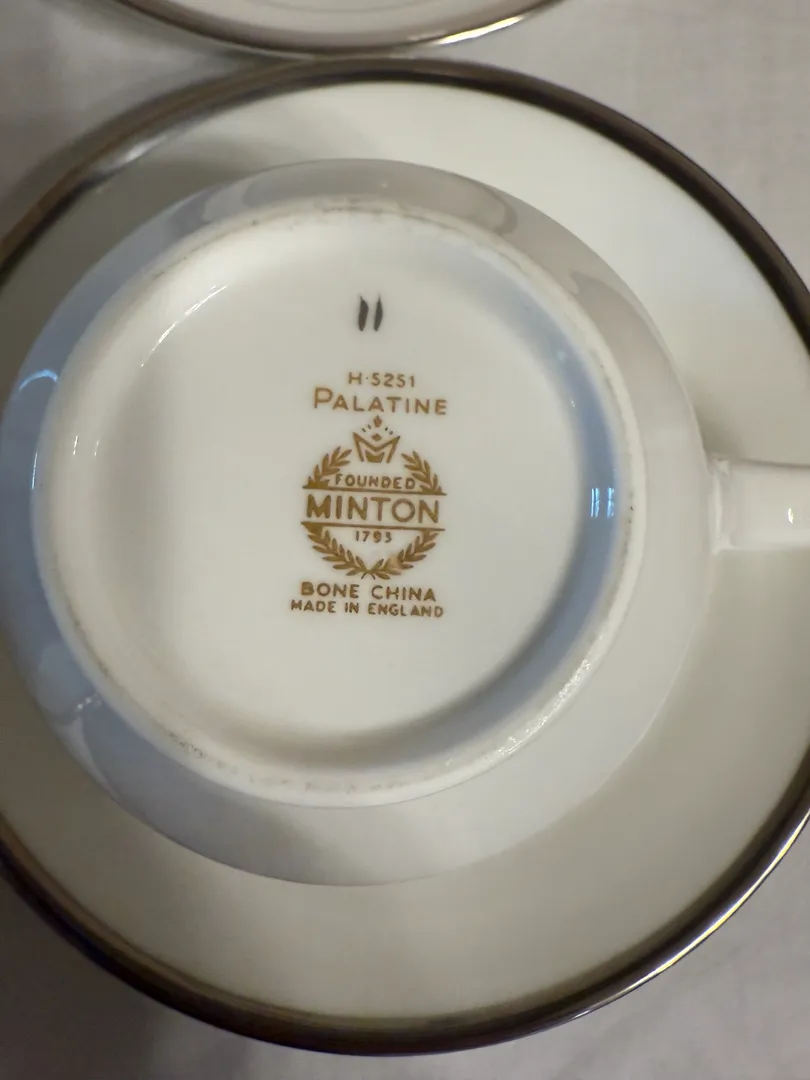 H-5251
PALATINE
FOUNDED
MINTON
1793
BONE CHINA
MADE IN ENGLAND